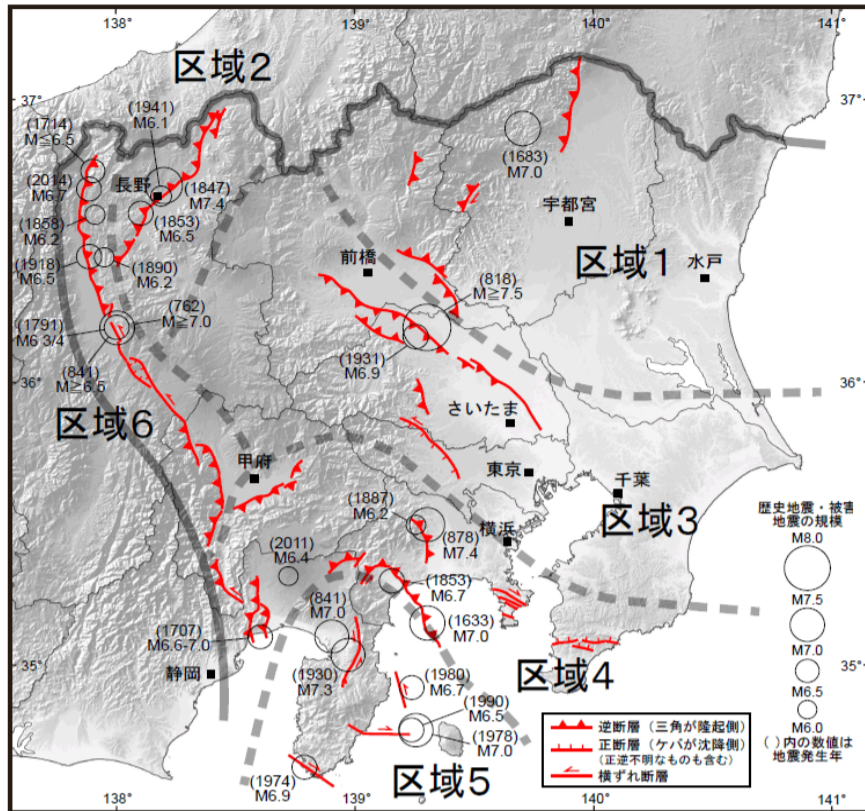 138°
139°
140°
141°
区域2
37°
37°
(1941)
M6.1
(1714)
M≦6.5
(1683)
M7.0
(2014)
M6.7
長野
(1847)
M7.4
宇都宮
(1858)
M6.2
(1853)
M6.5
前橋
区域1
水戸
(1918)
M6.5
(1890)
M6.2
(818)
M≧7.5
(762)
M≧7.0
(1791)
M6 3/4
(1931)
M6.9
36°
36°
(841)
M≧6.5
区域6
さいたま
甲府
東京
千葉
(1887)
M6.2
区域3
歴史地震・被害
地震の規模
M8.0
横浜
(878)
M7.4
(2011)
M6.4
(1853)
M6.7
M7.5
(841)
M7.0
(1707)
M6.6-7.0
(1633)
M7.0
M7.0
35°
35°
静岡
区域4
(1930)
M7.3
(1980)
M6.7
M6.5
(1990)
M6.5
M6.0
逆断層（三角が隆起側）
(1978)
M7.0
正断層（ケバが沈降側）
(正逆不明なものも含む)
( )内の数値は
地震発生年
横ずれ断層
区域5
(1974)
M6.9
138°
139°
140°
141°